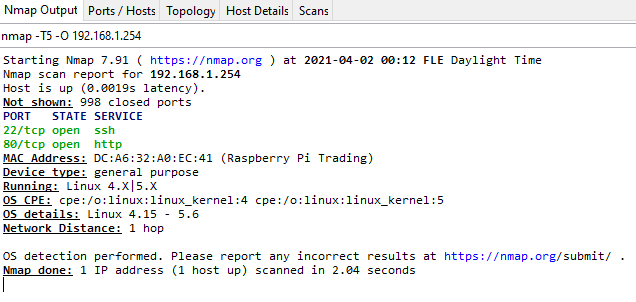 Nmap Output Ports / Hosts Topology Host Details Scans
nmap -T5 -O 192.168.1.254
Starting Nmap 7.91 ( https://nmap.org ) at 2021-04-02 00:12 FLE Daylight Time
Nmap scan report for 192.168.1.254
Host is up (0.0019s latency).
Not shown: 998 closed ports
PORT   STATE SERVICE
22/tcp open  ssh
80/tcp open  http
MAC Address: DC:A6:32:A0:EC:41 (Raspberry Pi Trading)
Device type: general purpose
Running: Linux 4.X|5.X
OS CPE: cpe:/o:linux:linux_kernel:4 cpe:/o:linux:linux_kernel:5
OS details: Linux 4.15 - 5.6
Network Distance: 1 hop
OS detection performed. Please report any incorrect results at https://nmap.org/submit/ .
Nmap done: 1 IP address (1 host up) scanned in 2.04 seconds